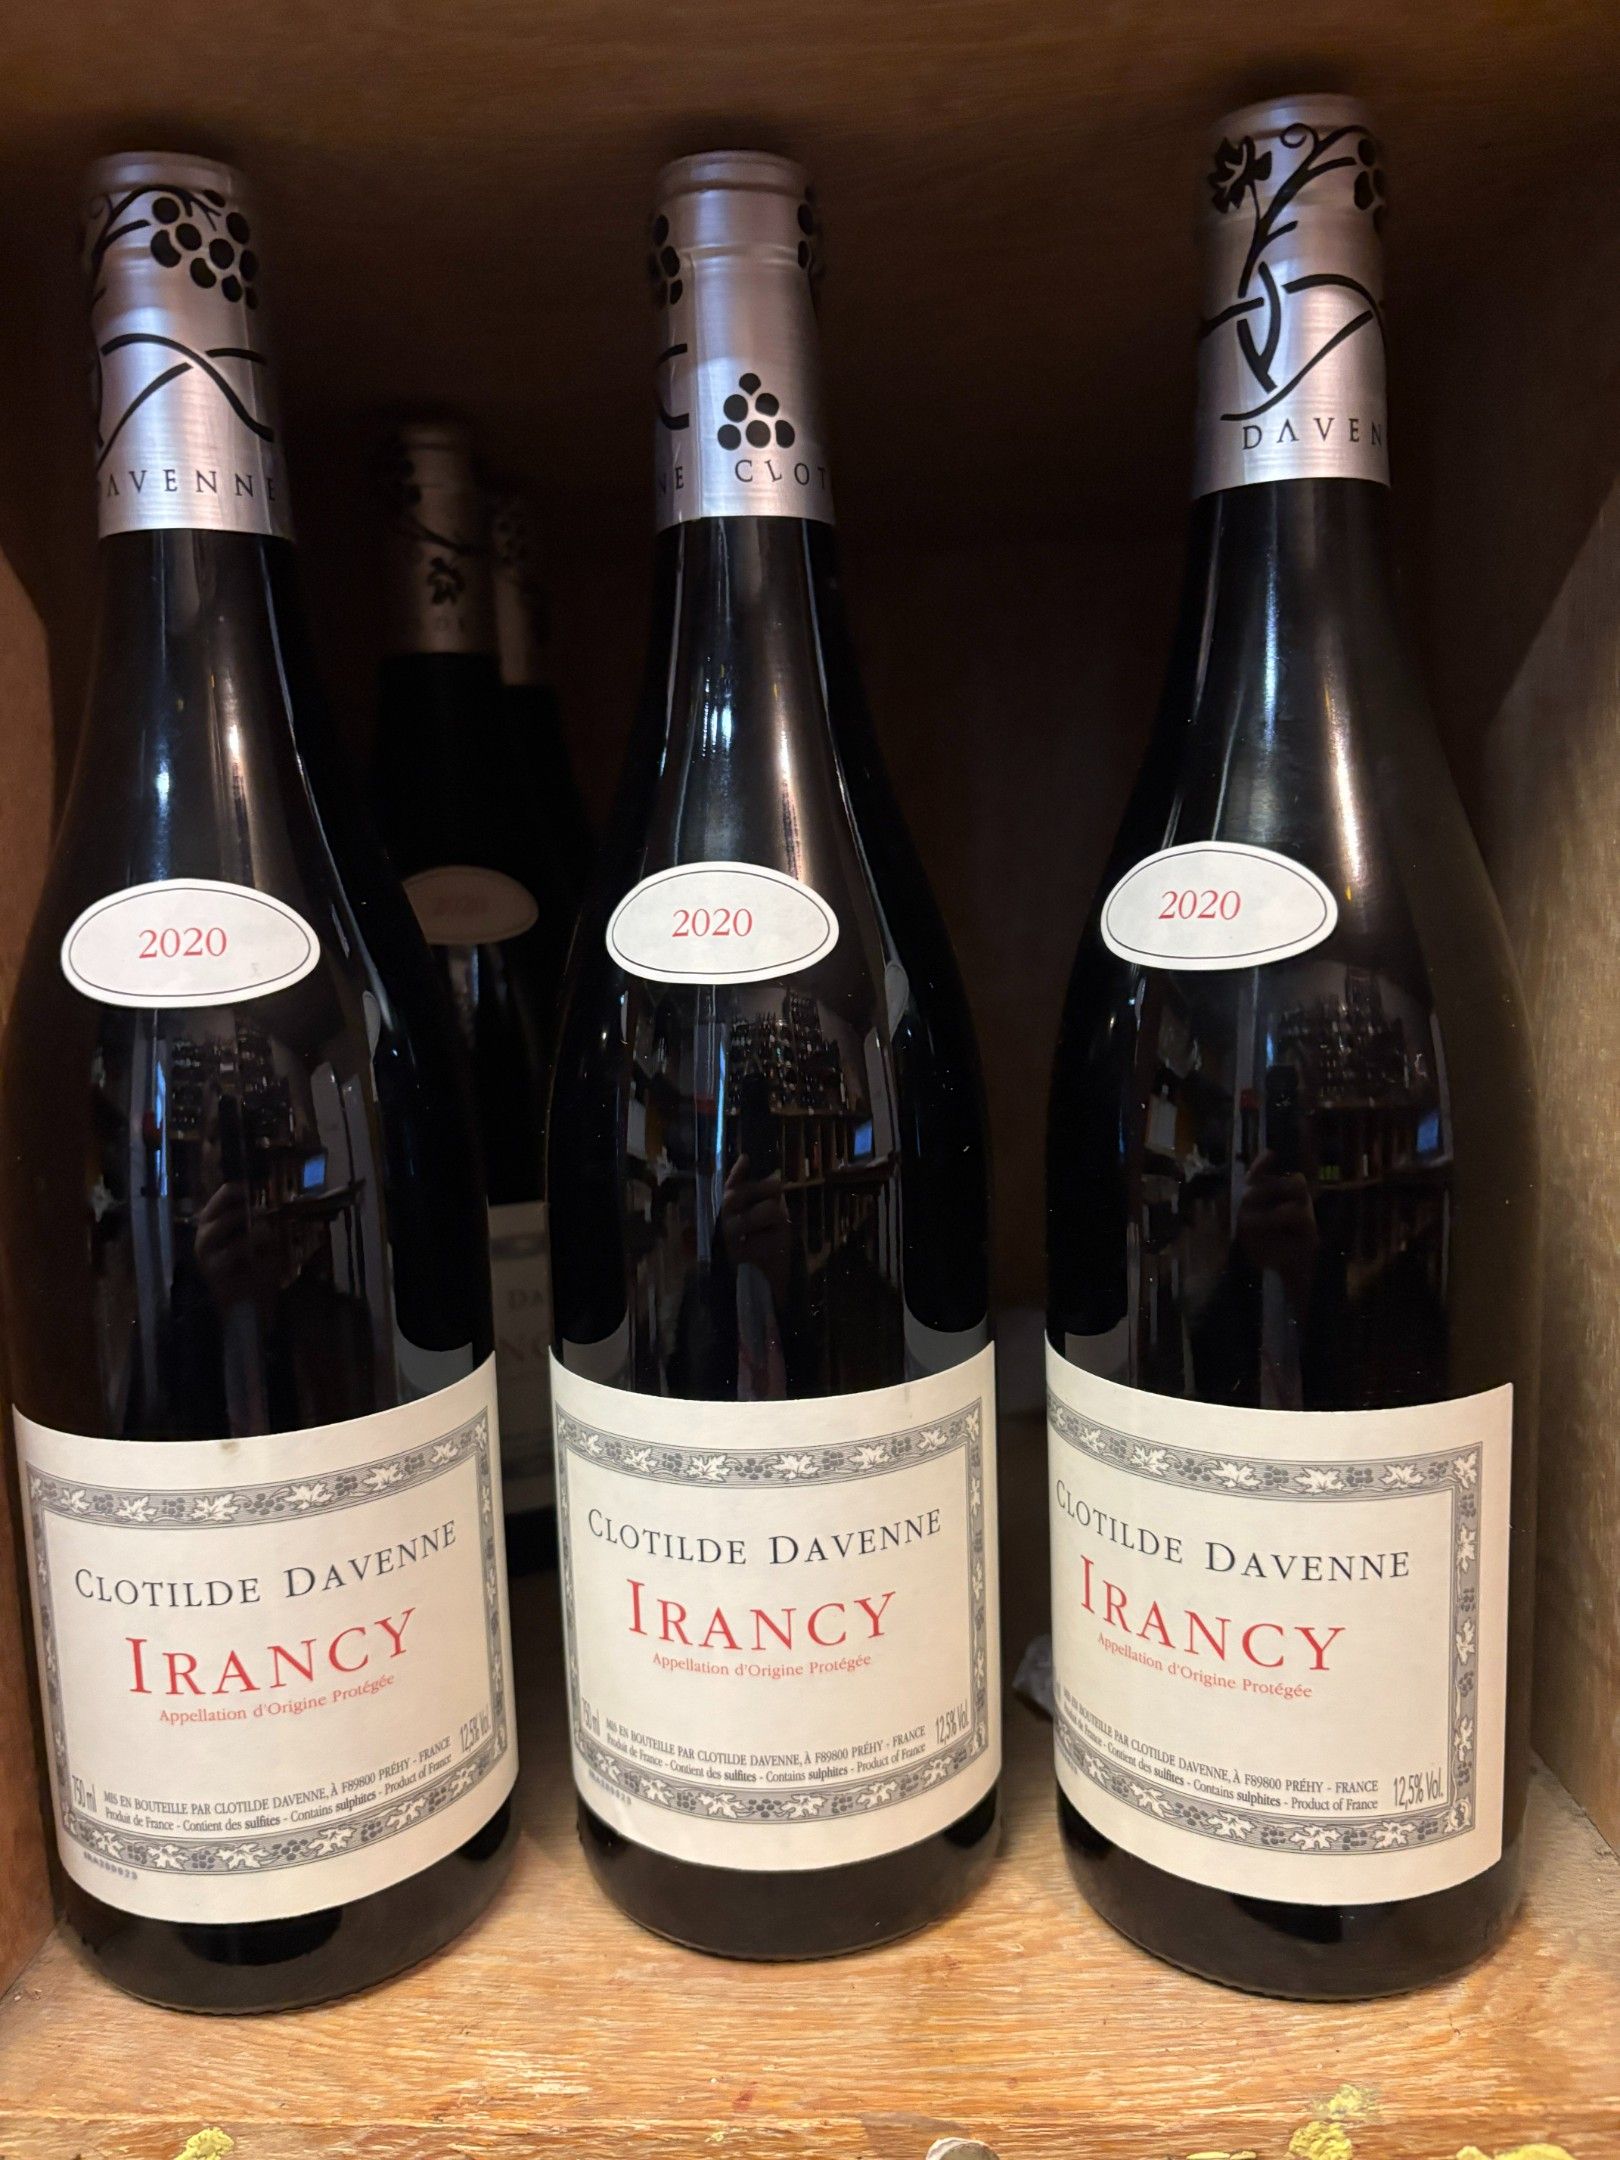 DAVENNE
NE CLOT
DAVEN
2020
2020
2020
CLOTILDE DAVENNE
IRANCY
Appellation d'Origine Protégée
750 ml
MIS EN BOUTEILLE PAR CLOTILDE DAVENNE, À F89800 PRÉHY - FRANCE
Produit de France - Contient des sulfites - Contains sulphites - Product of France
12,5% Vol.
CLOTILDE DAVENNE
IRANCY
Appellation d'Origine Protégée
750 ml
MIS EN BOUTEILLE PAR CLOTILDE DAVENNE, À F89800 PRÉHY - FRANCE
Produit de France - Contient des sulfites - Contains sulphites - Product of France
12,5% Vol.
CLOTILDE DAVENNE
IRANCY
Appellation d'Origine Protégée
MIS EN BOUTEILLE PAR CLOTILDE DAVENNE, À F89800 PRÉHY - FRANCE
Produit de France - Contient des sulfites - Contains sulphites - Product of France
12,5% Vol.